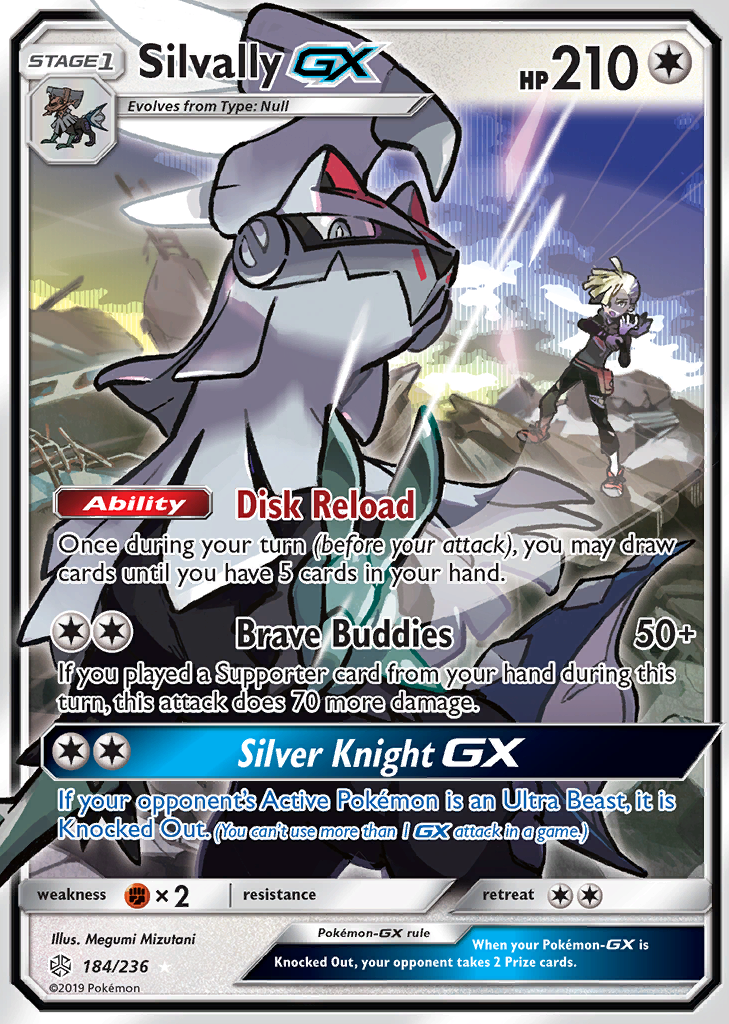 STAGE1 Silvally GX HP 210
Evolves from Type: Null
Ability Disk Reload
Once during your turn (before your attack), you may draw
cards until you have 5 cards in your hand.
Brave Buddies 50+
If you played a Supporter card from your hand during this
turn, this attack does 70 more damage.
Silver Knight GX
If your opponent's Active Pokémon is an Ultra Beast, it is
Knocked Out. (You can't use more than 1 GX attack in a game.)
weakness ×2 resistance retreat
Illus. Megumi Mizutani
Pokémon-GX rule
When your Pokémon-GX is
Knocked Out, your opponent takes 2 Prize cards.
184/236
©2019 Pokémon